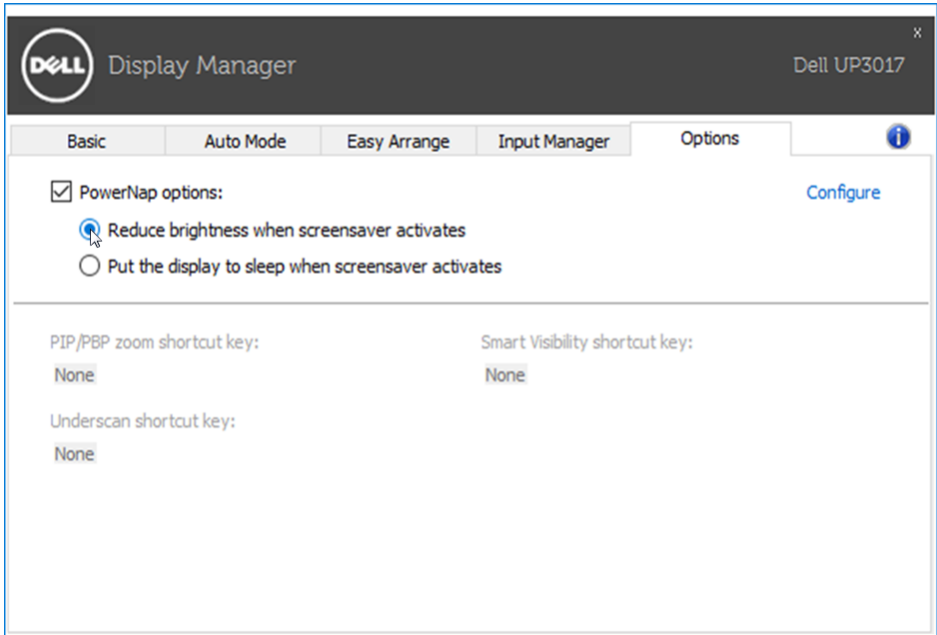 X
DELL Display Manager
Dell UP3017
Basic Auto Mode Easy Arrange Input Manager Options i
PowerNap options: Configure
Reduce brightness when screensaver activates
Put the display to sleep when screensaver activates
PIP/PBP zoom shortcut key: Smart Visibility shortcut key:
None None
Underscan shortcut key:
None